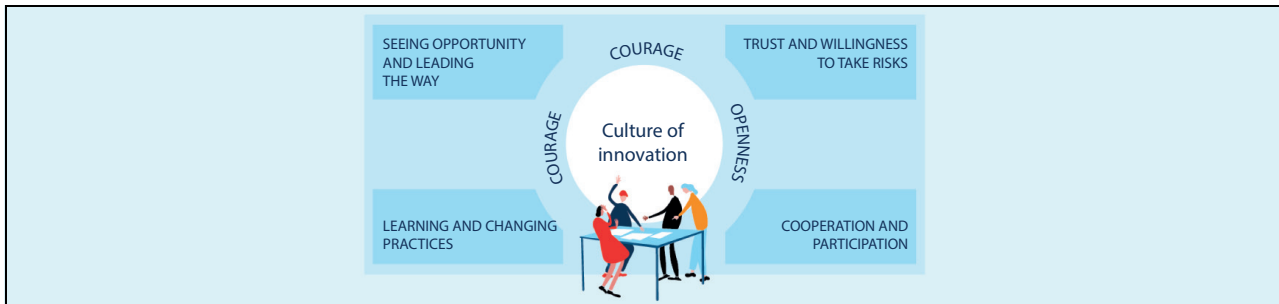 SEEING OPPORTUNITY
AND LEADING
THE WAY
COURAGE
TRUST AND WILLINGNESS
TO TAKE RISKS
COURAGE
Culture of
innovation
OPENNESS
LEARNING AND CHANGING
PRACTICES
COOPERATION AND
PARTICIPATION